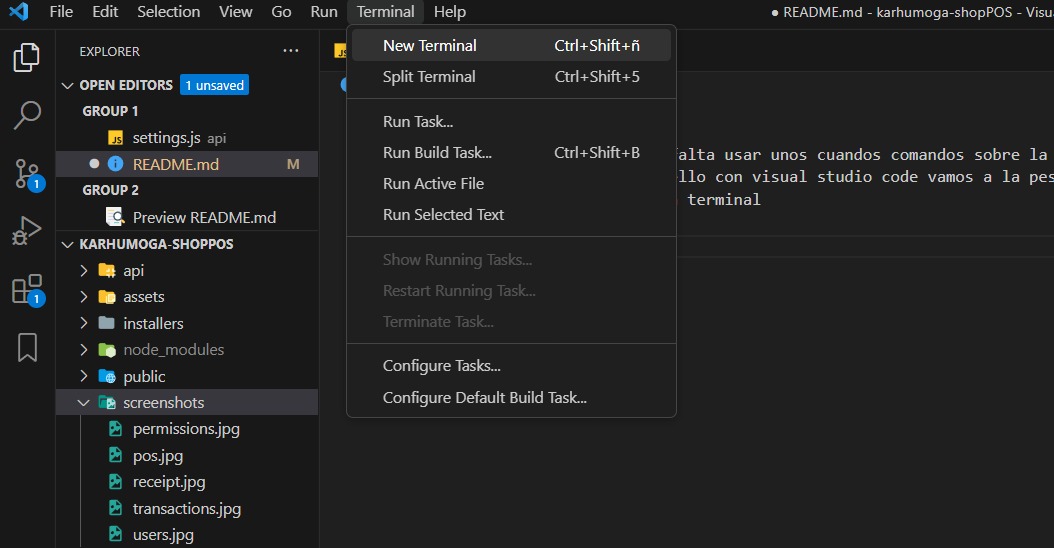 File Edit Selection View Go Run Terminal Help
● README.md - karhumoga-shopPOS - Visu
EXPLORER ...
OPEN EDITORS 1 unsaved
GROUP 1
JS settings.js api
README.md M
GROUP 2
Preview README.md
KARHUMOGA-SHOPPOS
api
assets
installers
node_modules
public
screenshots
permissions.jpg
pos.jpg
receipt.jpg
transactions.jpg
users.jpg
1
1
JS
New Terminal Ctrl+Shift+ñ
Split Terminal Ctrl+Shift+5
Run Task...
Run Build Task... Ctrl+Shift+B
Run Active File
Run Selected Text
Show Running Tasks...
Restart Running Task...
Terminate Task...
Configure Tasks...
Configure Default Build Task...
falta usar unos cuandos comandos sobre la
llo con visual studio code vamos a la pes
terminal